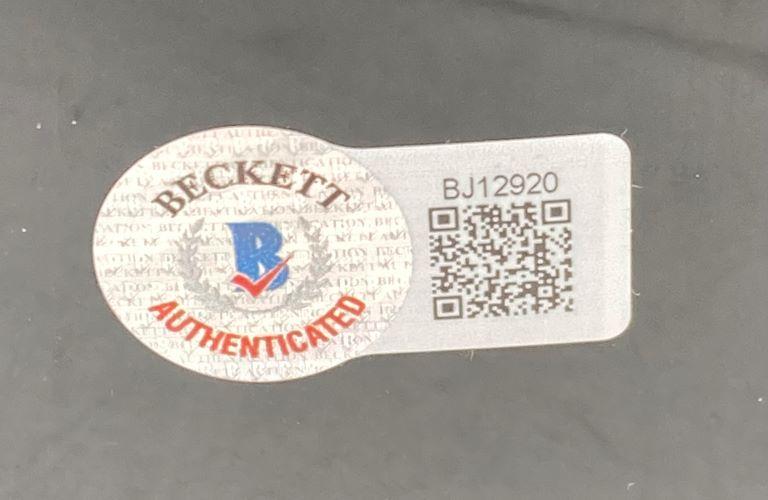 BECKETT
B
AUTHENTICATED
BJ12920